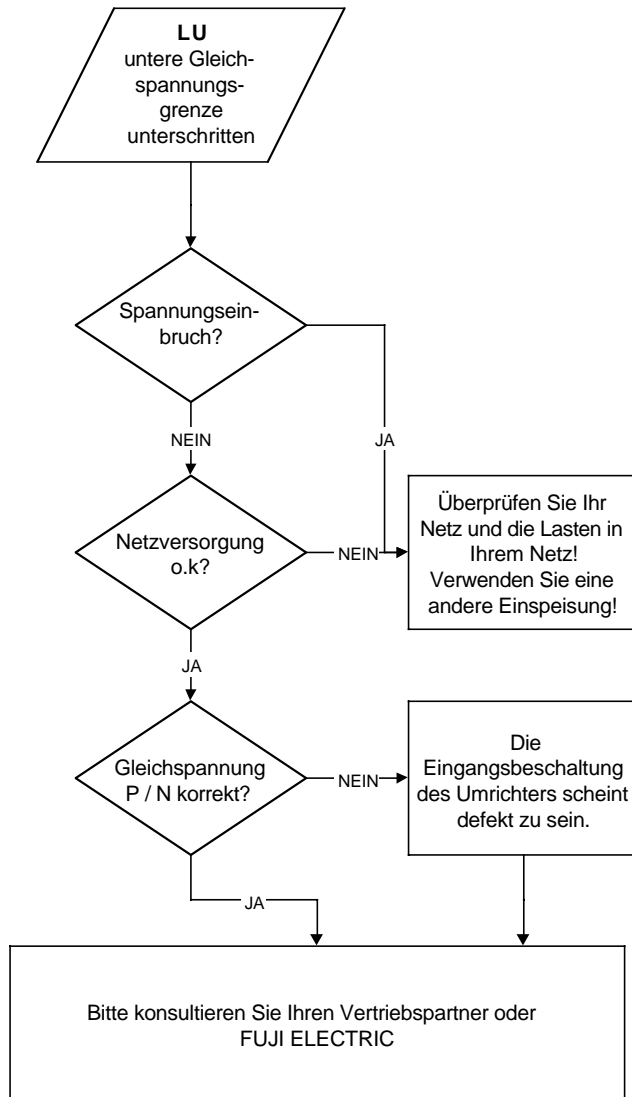 LU
untere Gleich-
spannungs-
grenze
unterschritten
Spannungsein-
bruch?
NEIN
JA
Netzversorgung
o.k?
NEIN
Überprüfen Sie Ihr
Netz und die Lasten in
Ihrem Netz!
Verwenden Sie eine
andere Einspeisung!
JA
Gleichspannung
P / N korrekt?
NEIN
Die
Eingangsbeschaltung
des Umrichters scheint
defekt zu sein.
JA
Bitte konsultieren Sie Ihren Vertriebspartner oder
FUJI ELECTRIC